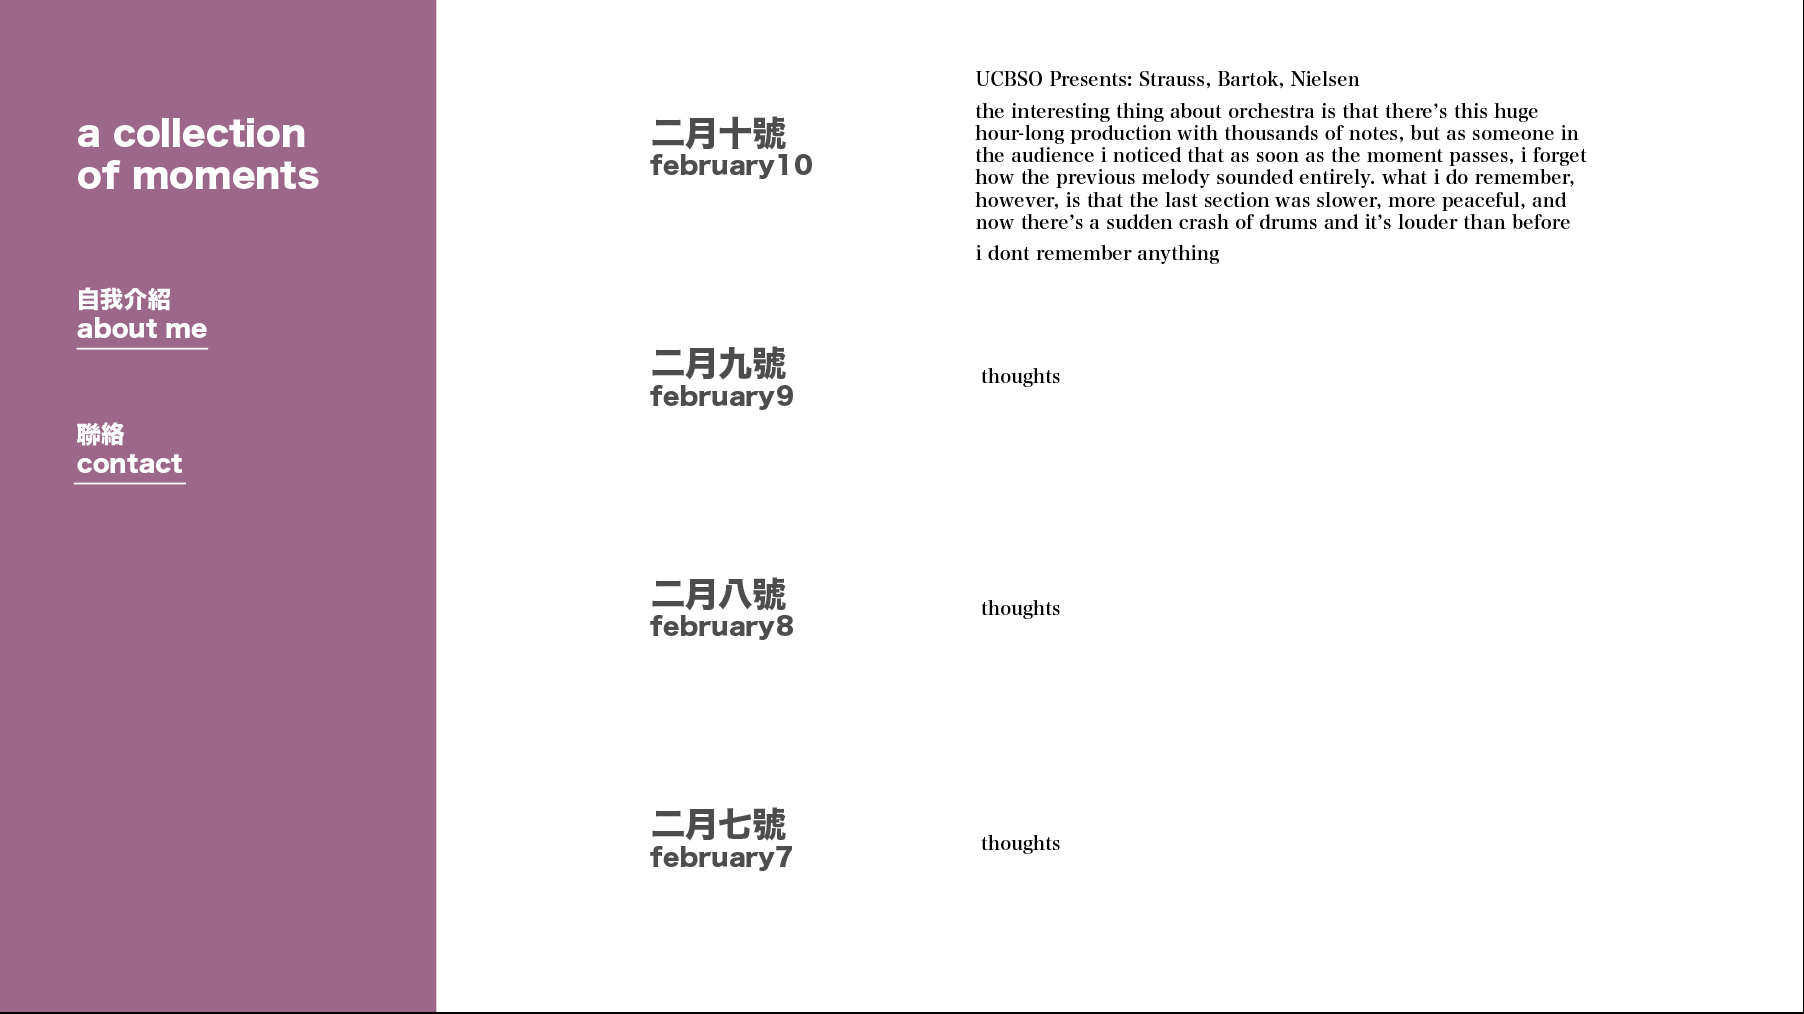 a collection
of moments
自我介紹
about me
聯絡
contact
二月十號
february10
UCBSO Presents: Strauss, Bartok, Nielsen
the interesting thing about orchestra is that there’s this huge
hour-long production with thousands of notes, but as someone in
the audience i noticed that as soon as the moment passes, i forget
how the previous melody sounded entirely. what i do remember,
however, is that the last section was slower, more peaceful, and
now there’s a sudden crash of drums and it’s louder than before
i dont remember anything
二月九號
february9
thoughts
二月八號
february8
thoughts
二月七號
february7
thoughts